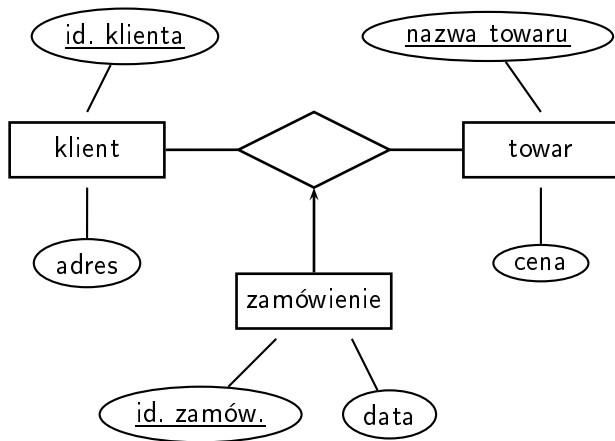 id. klienta
nazwa towaru
klient
towar
adres
cena
zamówienie
id. zamów.
data